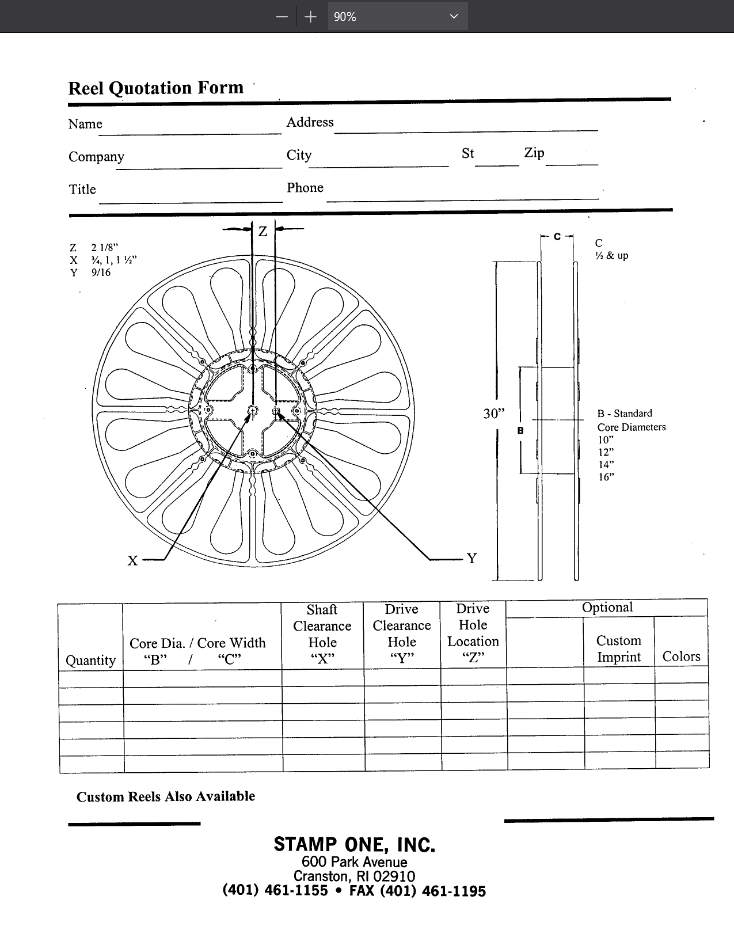 90%
Reel Quotation Form
Name Address
Company City St Zip
Title Phone
Z 2 1/8”
X ¾, 1, 1 ½”
Y 9/16
Z
C
C
½ & up
30”
B
B - Standard
Core Diameters
10”
12”
14”
16”
X
Y
Quantity
Core Dia. / Core Width
“B” / “C”
Shaft
Clearance
Hole
“X”
Drive
Clearance
Hole
“Y”
Drive
Hole
Location
“Z”
Optional
Custom
Imprint
Colors
Custom Reels Also Available
STAMP ONE, INC.
600 Park Avenue
Cranston, RI 02910
(401) 461-1155 • FAX (401) 461-1195